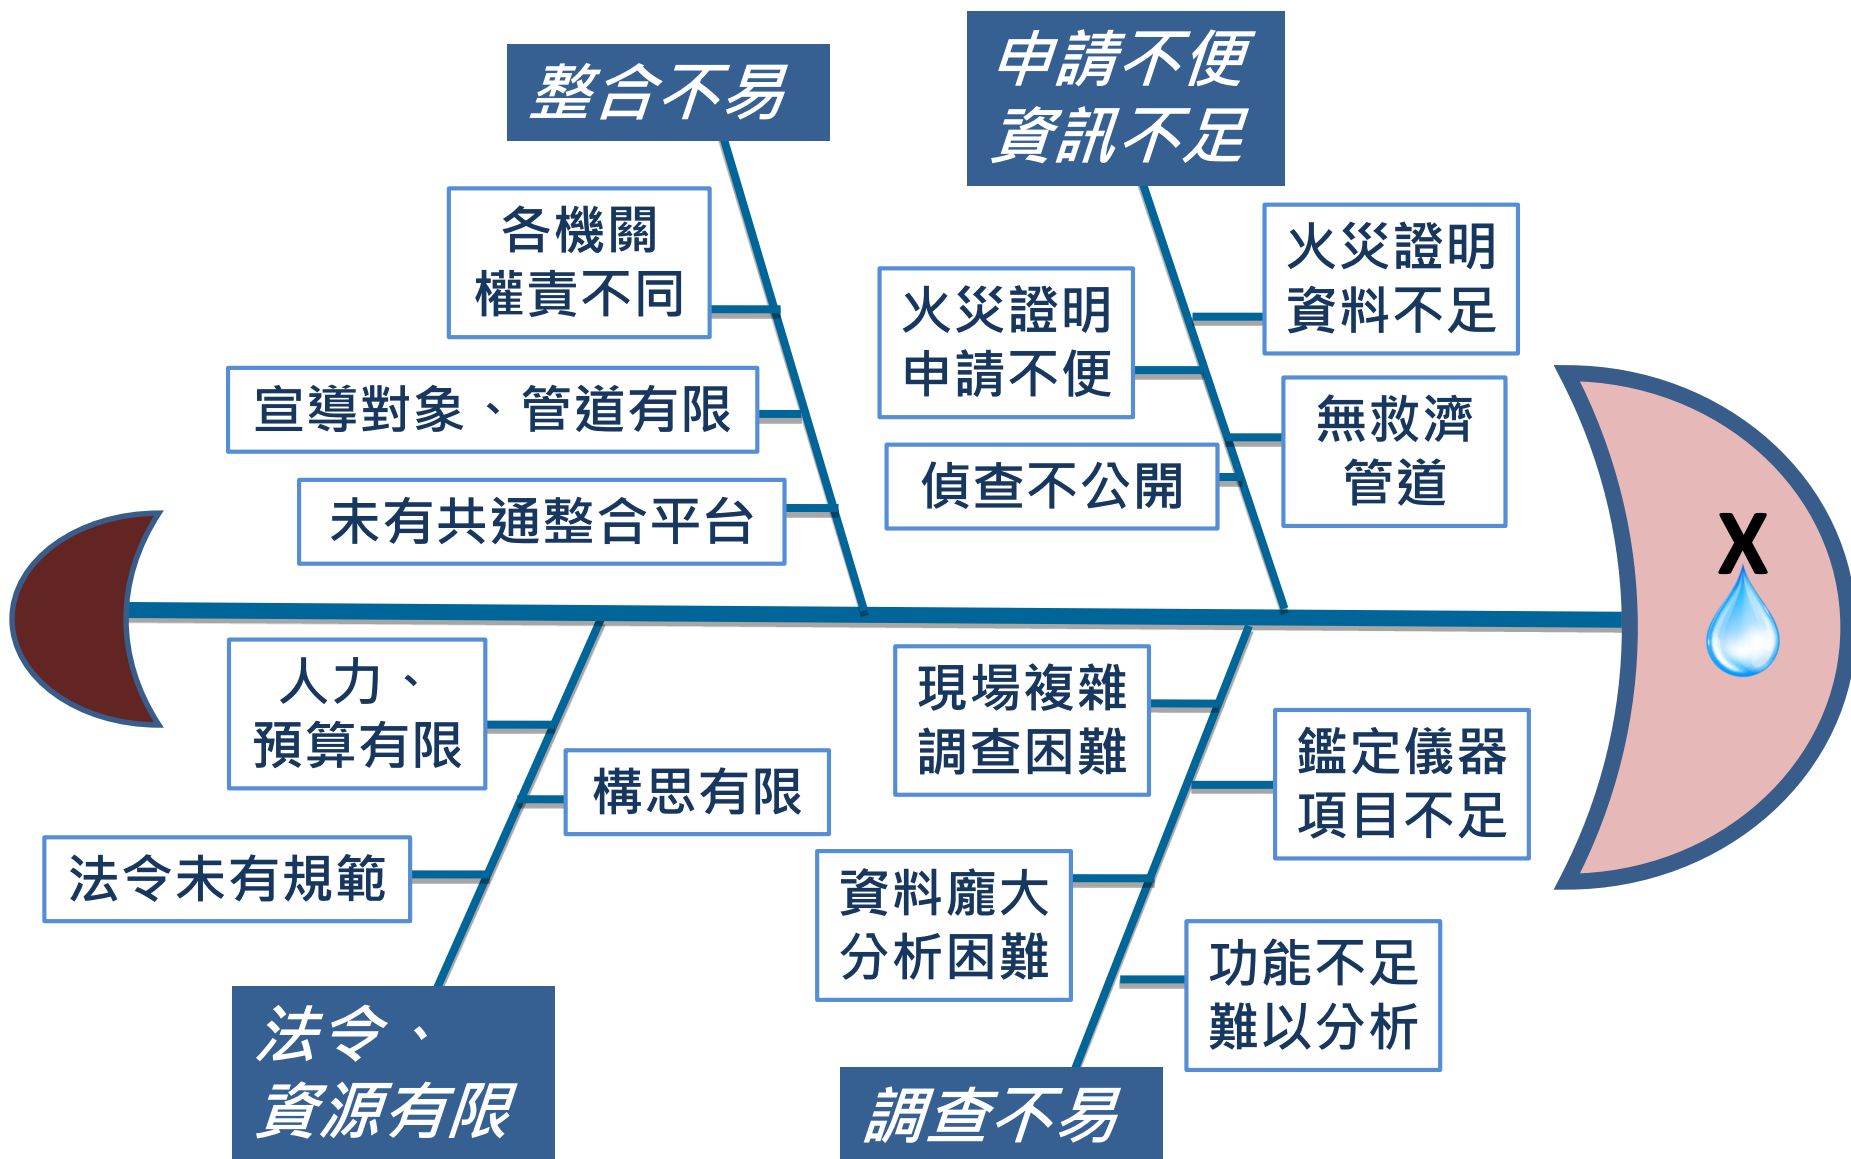 整合不易
各機關
權責不同
宣導對象、管道有限
未有共通整合平台
申請不便
資訊不足
火災證明
申請不便
偵查不公開
火災證明
資料不足
無救濟
管道
X
人力、
預算有限
構思有限
法令未有規範
法令、
資源有限
現場複雜
調查困難
鑑定儀器
項目不足
資料龐大
分析困難
功能不足
難以分析
調查不易